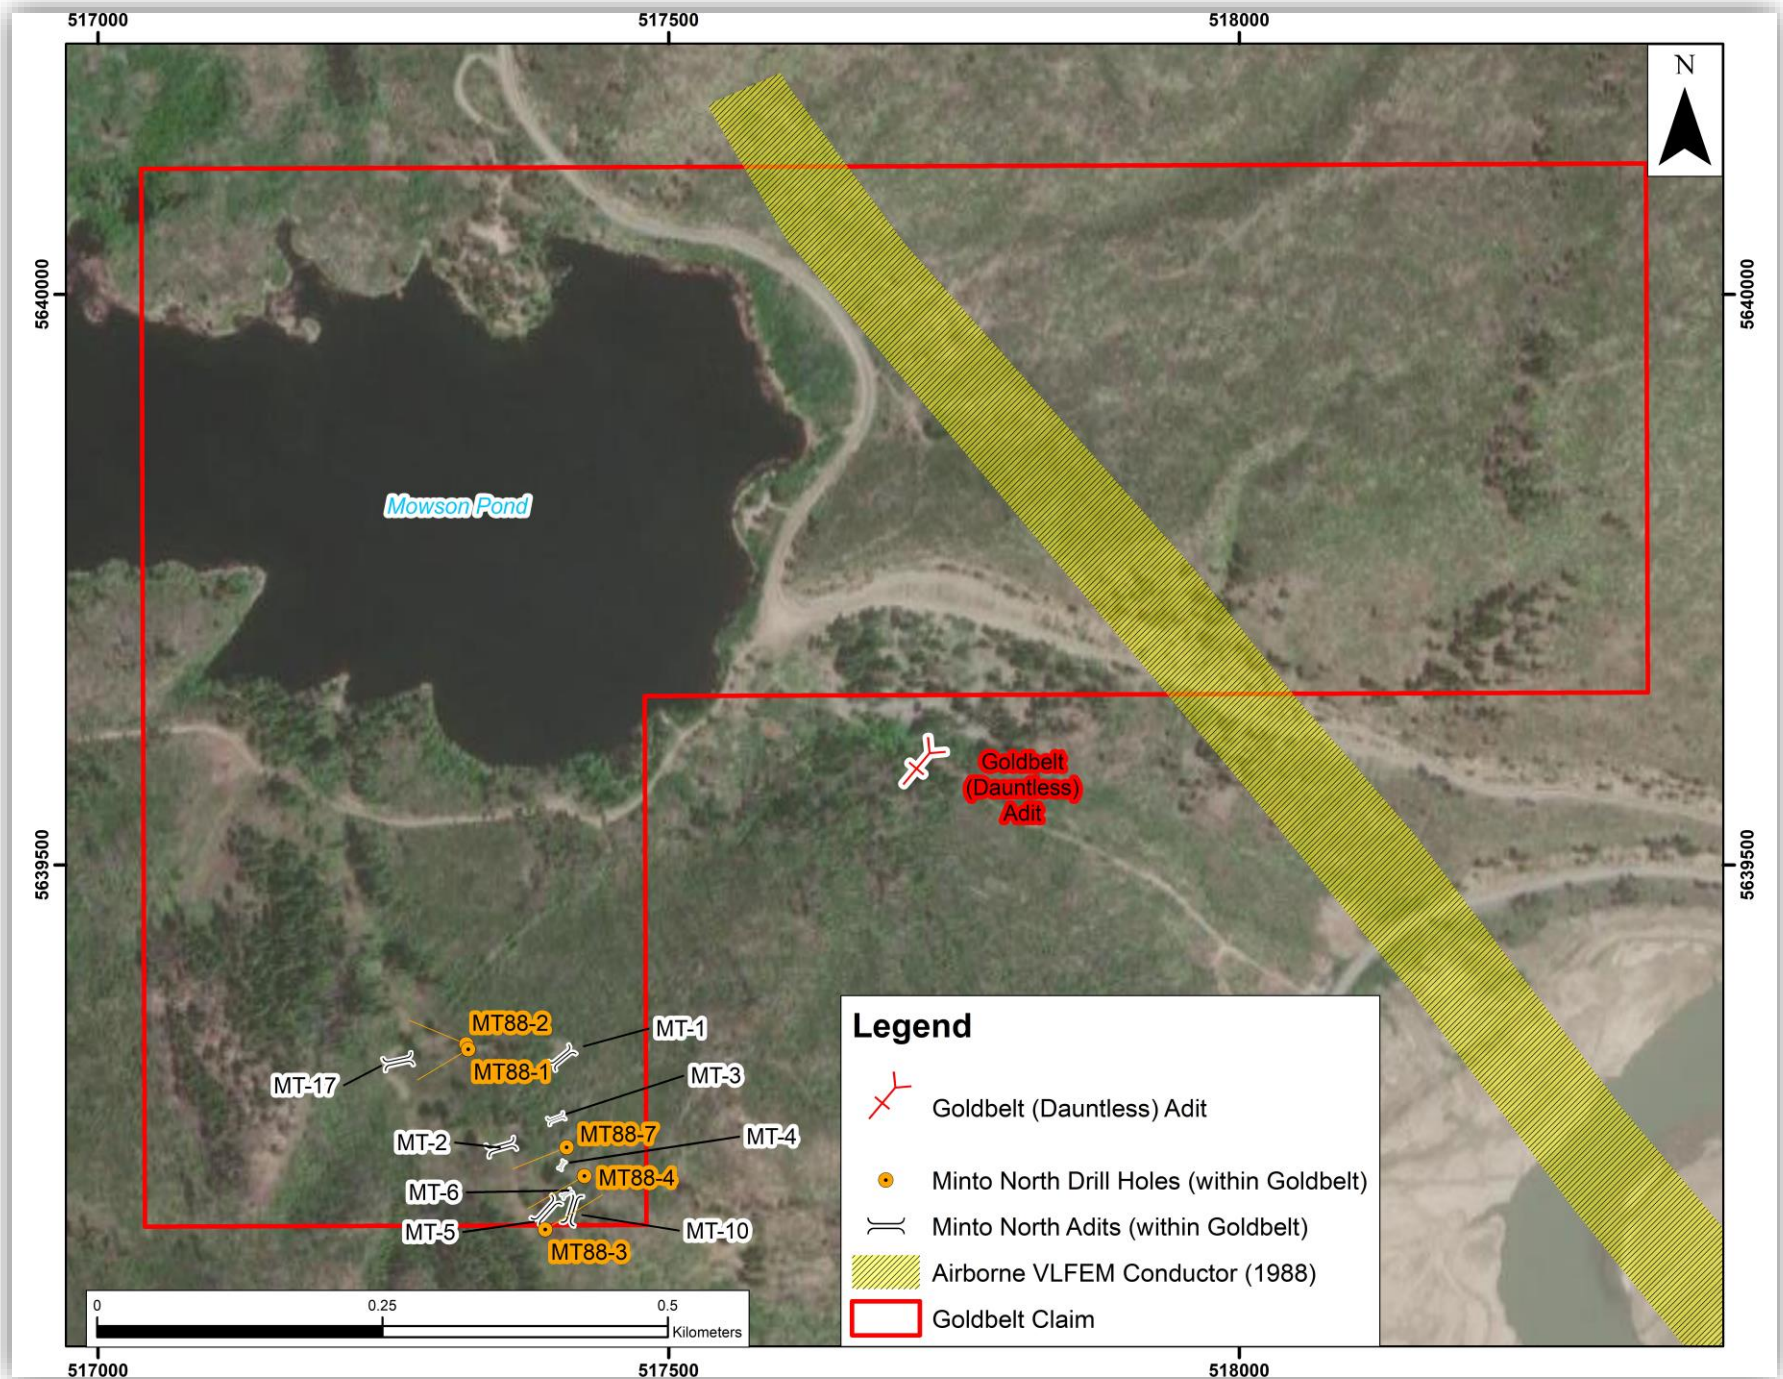 517000
517500
518000
N
5640000
5640000
Mowson Pond
Goldbelt
(Dauntless)
Adit
5639500
5639500
MT88-2
MT-1
MT88-1
MT-17
MT-3
MT88-7
MT-4
MT-2
MT88-4
MT-6
MT-5
MT-10
MT88-3
Legend
Goldbelt (Dauntless) Adit
Minto North Drill Holes (within Goldbelt)
Minto North Adits (within Goldbelt)
Airborne VLFEM Conductor (1988)
Goldbelt Claim
0
0.25
0.5
Kilometers
517000
517500
518000